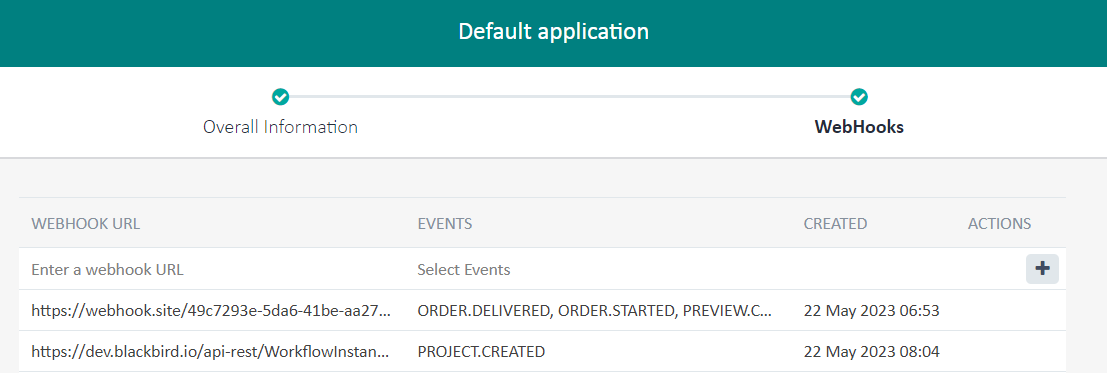 Default application
Overall Information
WebHooks
WEBHOOK URL EVENTS CREATED ACTIONS
Enter a webhook URL Select Events
https://webhook.site/49c7293e-5da6-41be-aa27... ORDER.DELIVERED, ORDER.STARTED, PREVIEW.C... 22 May 2023 06:53
https://dev.blackbird.io/api-rest/WorkflowInstan... PROJECT.CREATED 22 May 2023 08:04